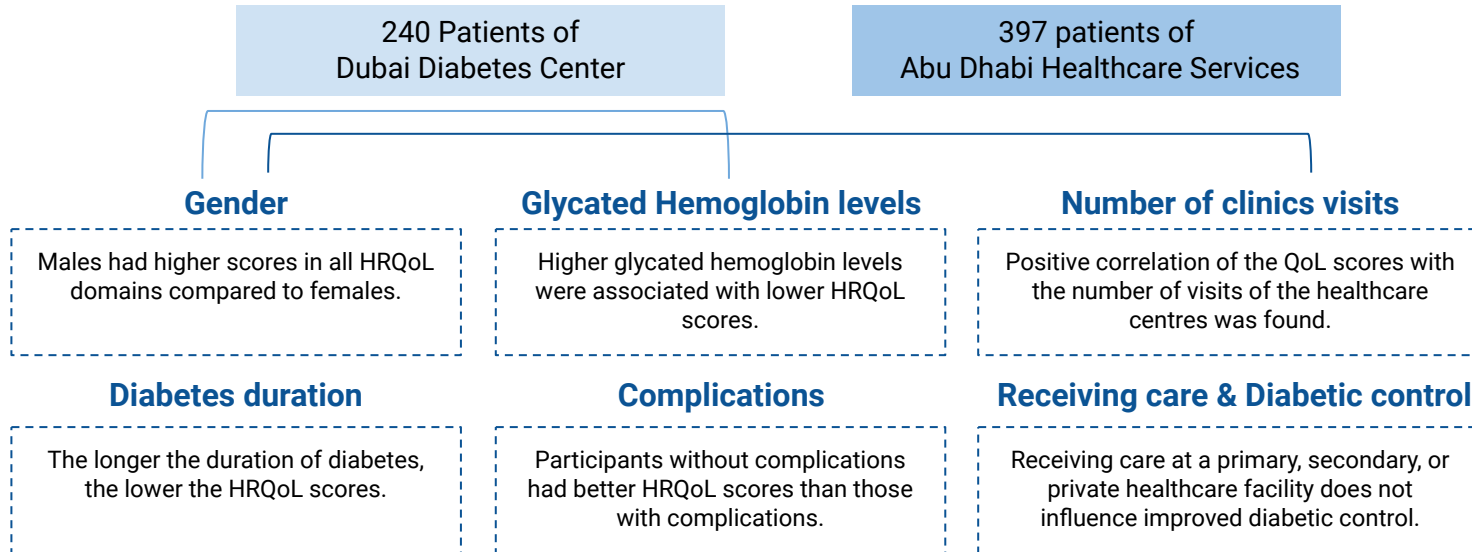 240 Patients of
Dubai Diabetes Center
397 patients of
Abu Dhabi Healthcare Services
Gender
Males had higher scores in all HRQoL
domains compared to females.
Glycated Hemoglobin levels
Higher glycated hemoglobin levels
were associated with lower HRQoL
scores.
Number of clinics visits
Positive correlation of the QoL scores with
the number of visits of the healthcare
centres was found.
Diabetes duration
The longer the duration of diabetes,
the lower the HRQoL scores.
Complications
Participants without complications
had better HRQoL scores than those
with complications.
Receiving care & Diabetic control
Receiving care at a primary, secondary, or
private healthcare facility does not
influence improved diabetic control.